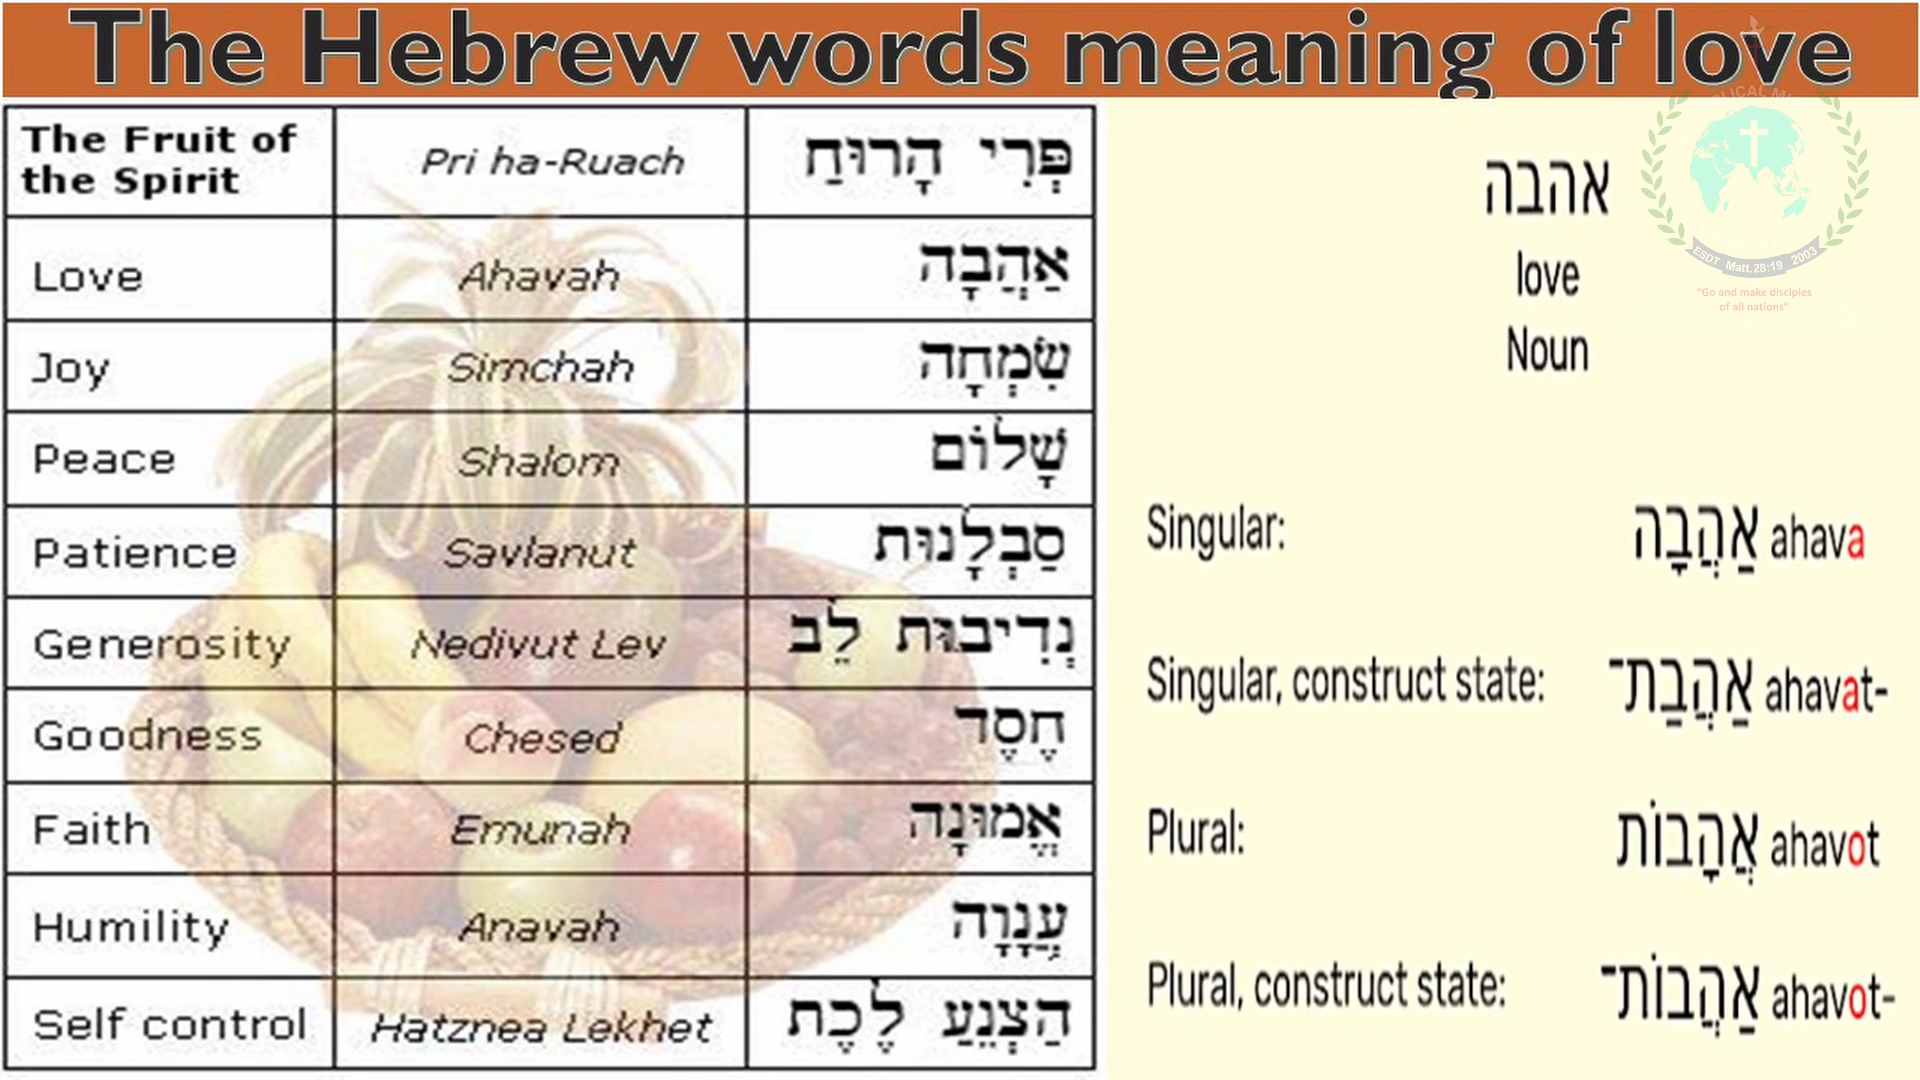 The Hebrew words meaning of love
The Fruit of
the Spirit
Pri ha-Ruach
פְּרִי הָרוּחַ
Love
Ahavah
אַהֲבָה
Joy
Simchah
שִׂמְחָה
Peace
Shalom
שָׁלוֹם
Patience
Savlanut
סַבְלָנוּת
Generosity
Nedivut Lev
נְדִיבוּת לֵב
Goodness
Chesed
חֶסֶד
Faith
Emunah
אֱמוּנָה
Humility
Anavah
עֲנָוָה
Self control
Hatznea Lekhet
הַצְנֵעַ לֶכֶת
אהבה
love
Noun
Singular: אַהֲבָה ahava
Singular, construct state: אַהֲבַת־ ahavat-
Plural: אֲהָבוֹת ahavot
Plural, construct state: אַהֲבוֹת־ ahavot-
ESDT Matt.28:19 2003
"Go and make disciples
of all nations"